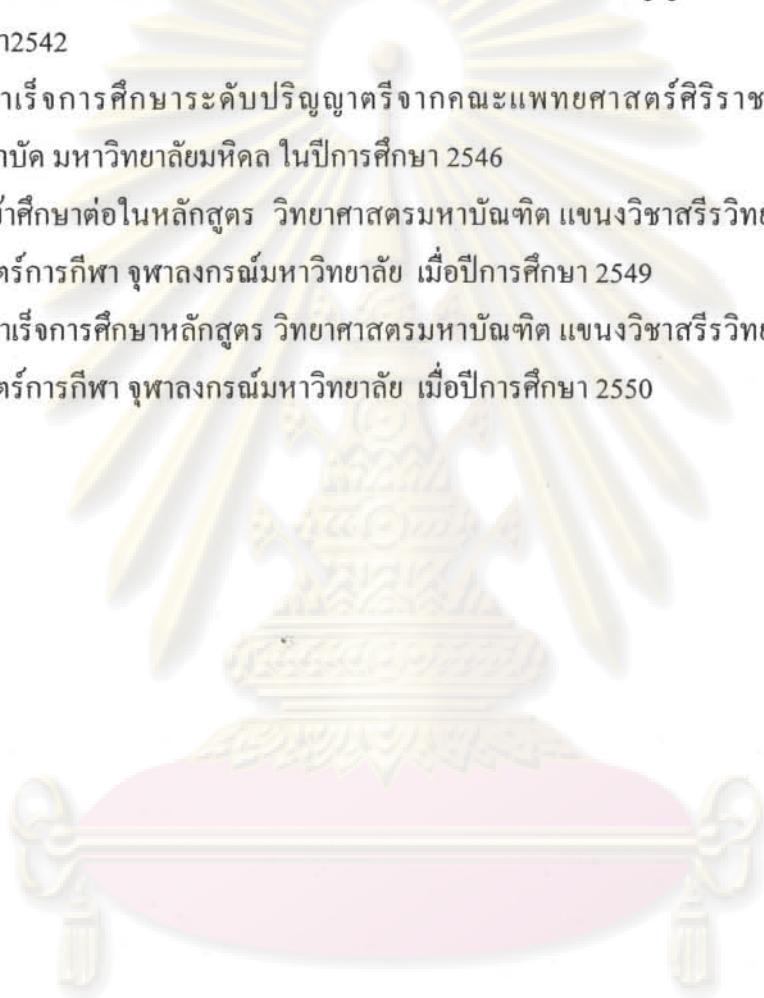 า2542
าเร็จการศึกษาระดับปริญญาตรีจากคณะแพทยศาสตร์ศิริราช
าบัด มหาวิทยาลัยมหิดล ในปีการศึกษา 2546
ข้าศึกษาต่อในหลักสูตร วิทยาศาสตรมหาบัณฑิต แขนงวิชาสรีรวิทย
ตร์การกีฬา จุฬาลงกรณ์มหาวิทยาลัย เมื่อปีการศึกษา 2549
าเร็จการศึกษาหลักสูตร วิทยาศาสตรมหาบัณฑิต แขนงวิชาสรีรวิทย
ตร์การกีฬา จุฬาลงกรณ์มหาวิทยาลัย เมื่อปีการศึกษา 2550